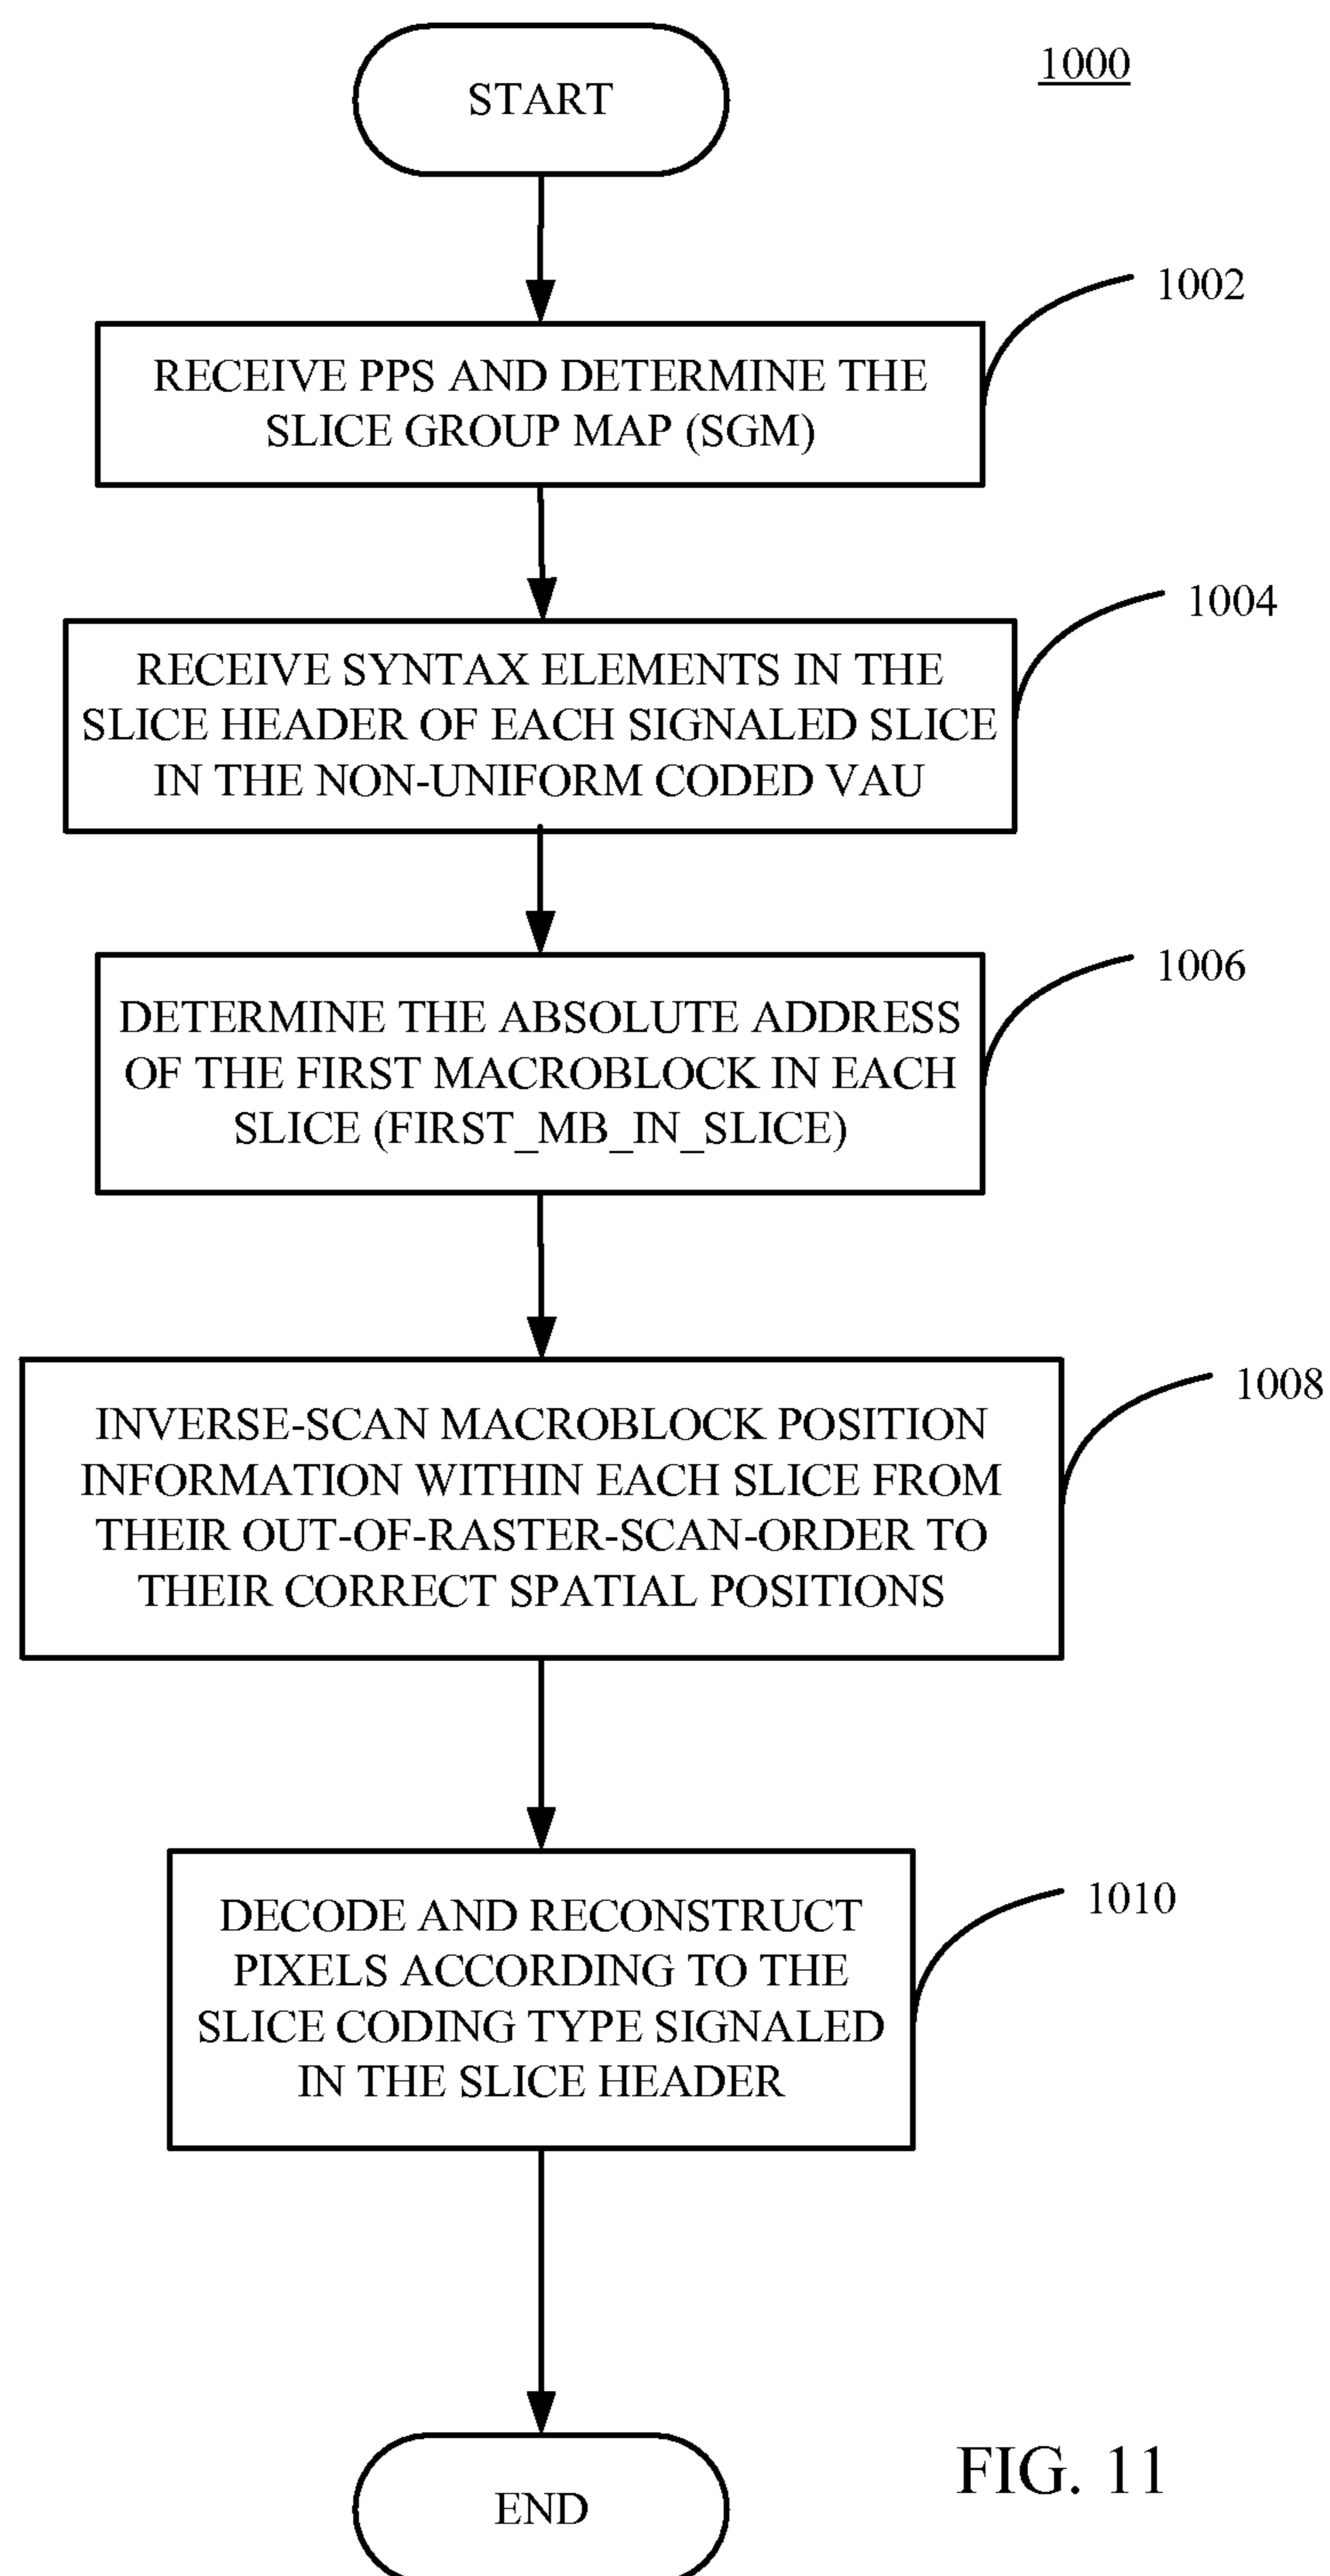 START
1000
1002
RECEIVE PPS AND DETERMINE THE
SLICE GROUP MAP (SGM)
1004
RECEIVE SYNTAX ELEMENTS IN THE
SLICE HEADER OF EACH SIGNALED SLICE
IN THE NON-UNIFORM CODED VAU
1006
DETERMINE THE ABSOLUTE ADDRESS
OF THE FIRST MACROBLOCK IN EACH
SLICE (FIRST_MB_IN_SLICE)
1008
INVERSE-SCAN MACROBLOCK POSITION
INFORMATION WITHIN EACH SLICE FROM
THEIR OUT-OF-RASTER-SCAN-ORDER TO
THEIR CORRECT SPATIAL POSITIONS
1010
DECODE AND RECONSTRUCT
PIXELS ACCORDING TO THE
SLICE CODING TYPE SIGNALED
IN THE SLICE HEADER
END
FIG. 11